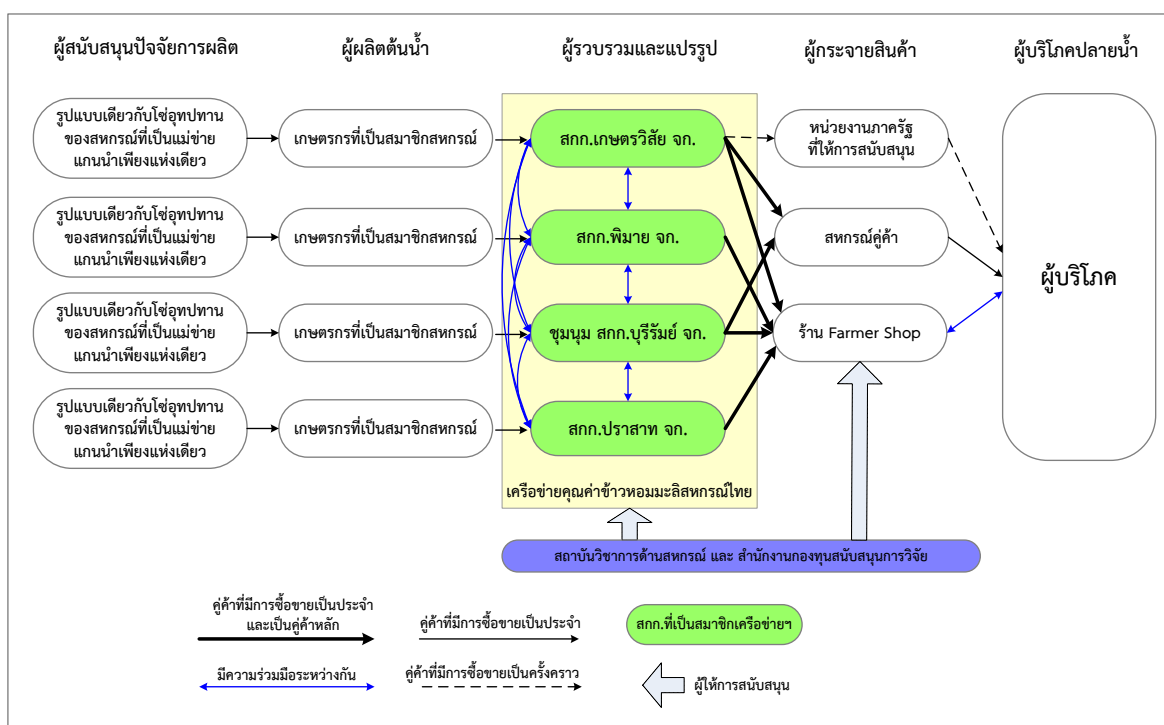 ผู้สนับสนุนปัจจัยการผลิต
ผู้ผลิตต้นน้ำ
ผู้รวบรวมและแปรรูป
ผู้กระจายสินค้า
ผู้บริโภคปลายน้ำ
รูปแบบเดียวกับโซ่อุทปทาน
ของสหกรณ์ที่เป็นแม่ข่าย
แกนนำเพียงแห่งเดียว
เกษตรกรที่เป็นสมาชิกสหกรณ์
สกก.เกษตรวิสัย จก.
หน่วยงานภาครัฐ
ที่ให้การสนับสนุน
รูปแบบเดียวกับโซ่อุทปทาน
ของสหกรณ์ที่เป็นแม่ข่าย
แกนนำเพียงแห่งเดียว
เกษตรกรที่เป็นสมาชิกสหกรณ์
สกก.พิมาย จก.
สหกรณ์คู่ค้า
ผู้บริโภค
รูปแบบเดียวกับโซ่อุทปทาน
ของสหกรณ์ที่เป็นแม่ข่าย
แกนนำเพียงแห่งเดียว
เกษตรกรที่เป็นสมาชิกสหกรณ์
ชุมนุม สกก.บุรีรัมย์ จก.
ร้าน Farmer Shop
รูปแบบเดียวกับโซ่อุทปทาน
ของสหกรณ์ที่เป็นแม่ข่าย
แกนนำเพียงแห่งเดียว
เกษตรกรที่เป็นสมาชิกสหกรณ์
สกก.ปราสาท จก.
เครือข่ายคุณค่าข้าวหอมมะลิสหกรณ์ไทย
สถาบันวิชาการด้านสหกรณ์ และ สำนักงานกองทุนสนับสนุนการวิจัย
คู่ค้าที่มีการซื้อขายเป็นประจำ
และเป็นคู่ค้าหลัก
คู่ค้าที่มีการซื้อขายเป็นประจำ
สกก.ที่เป็นสมาชิกเครือข่ายฯ
มีความร่วมมือระหว่างกัน
คู่ค้าที่มีการซื้อขายเป็นครั้งคราว
ผู้ให้การสนับสนุน